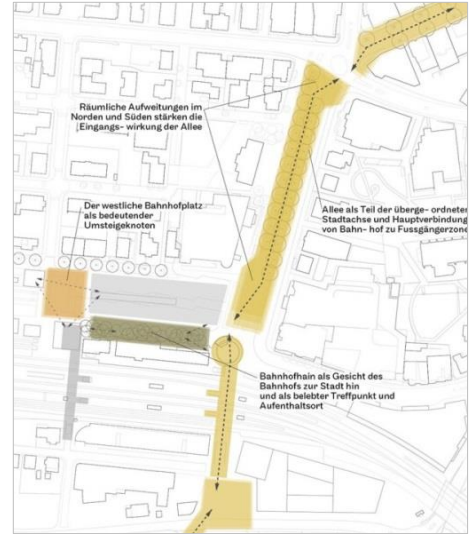 Räumliche Aufweitungen im
Norden und Süden stärken die
Eingangs- wirkung der Allee
Allee als Teil der überge- ordneten
Stadtachse und Hauptverbindung
von Bahn- hof zu Fussgängerzone
Der westliche Bahnhofplatz
als bedeutender
Umsteigeknoten
Bahnhofhain als Gesicht des
Bahnhofs zur Stadt hin
und als belebter Treffpunkt und
Aufenthaltsort